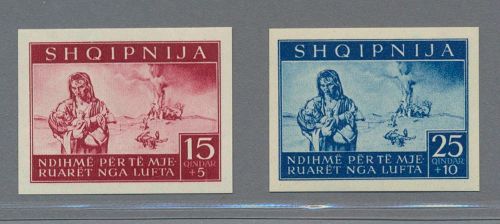 SHQIPNIJA
15
QINDAR
+5
NDIHMË PËR TË MJE-
RUARËT NGA LUFTA
SHQIPNIJA
25
QINDAR
+10
NDIHMË PËR TË MJE-
RUARËT NGA LUFTA